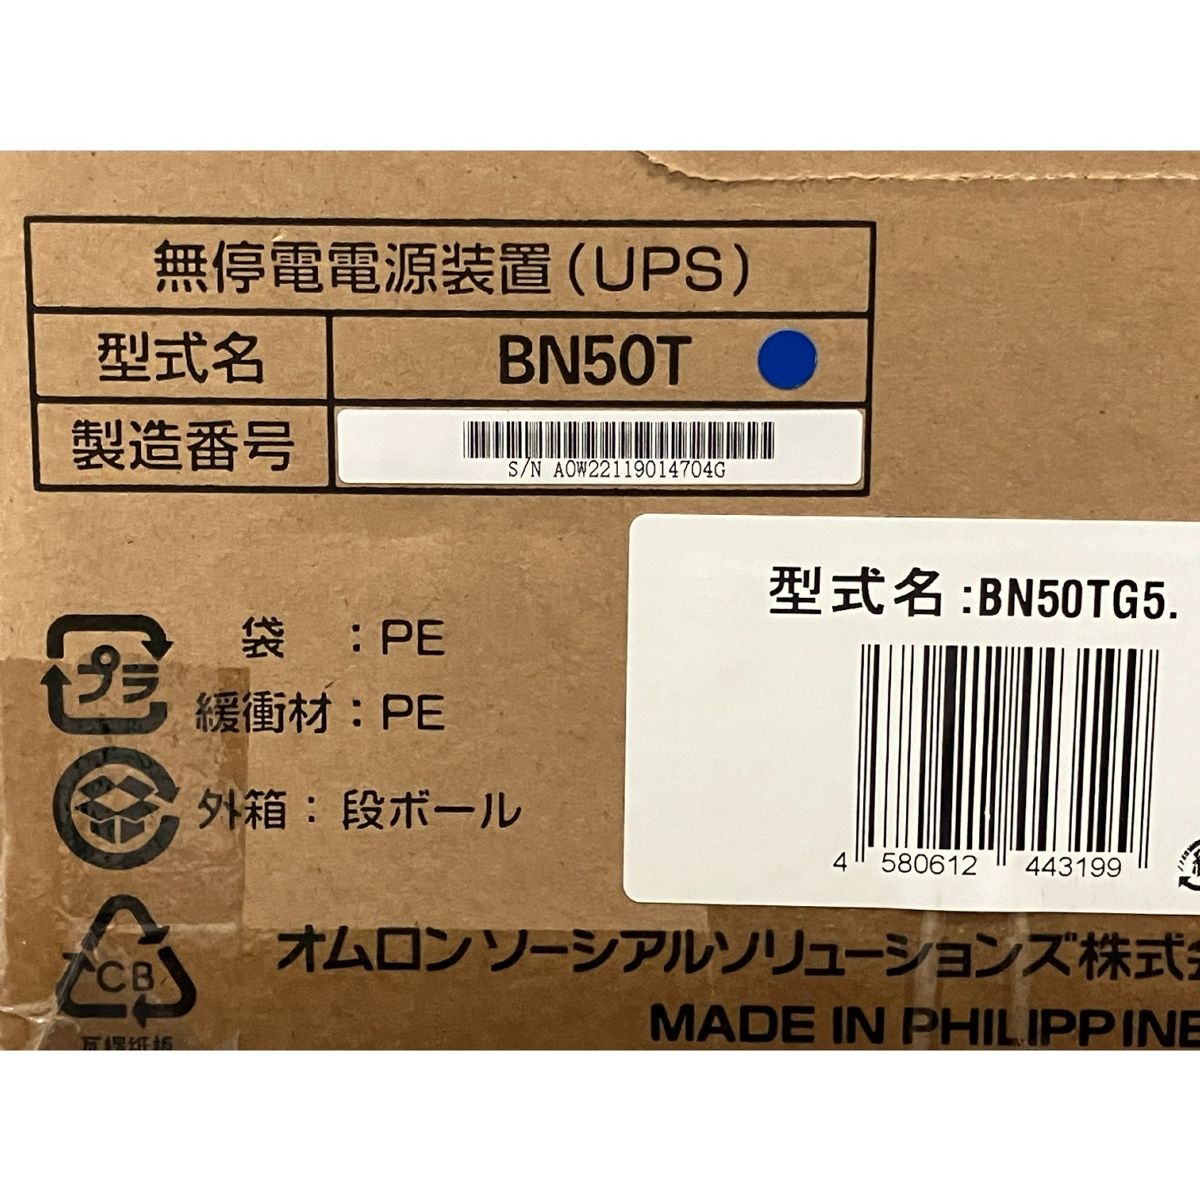 無停電電源装置(UPS)
型式名 BN50T
製造番号
S/N A0W22119014704G
型式名:BN50TG5.
4 580612 443199
プラ
袋 :PE
緩衝材:PE
外箱:段ボール
CB
オムロン ソーシアルソリューションズ株式会
MADE IN PHILIPPINE